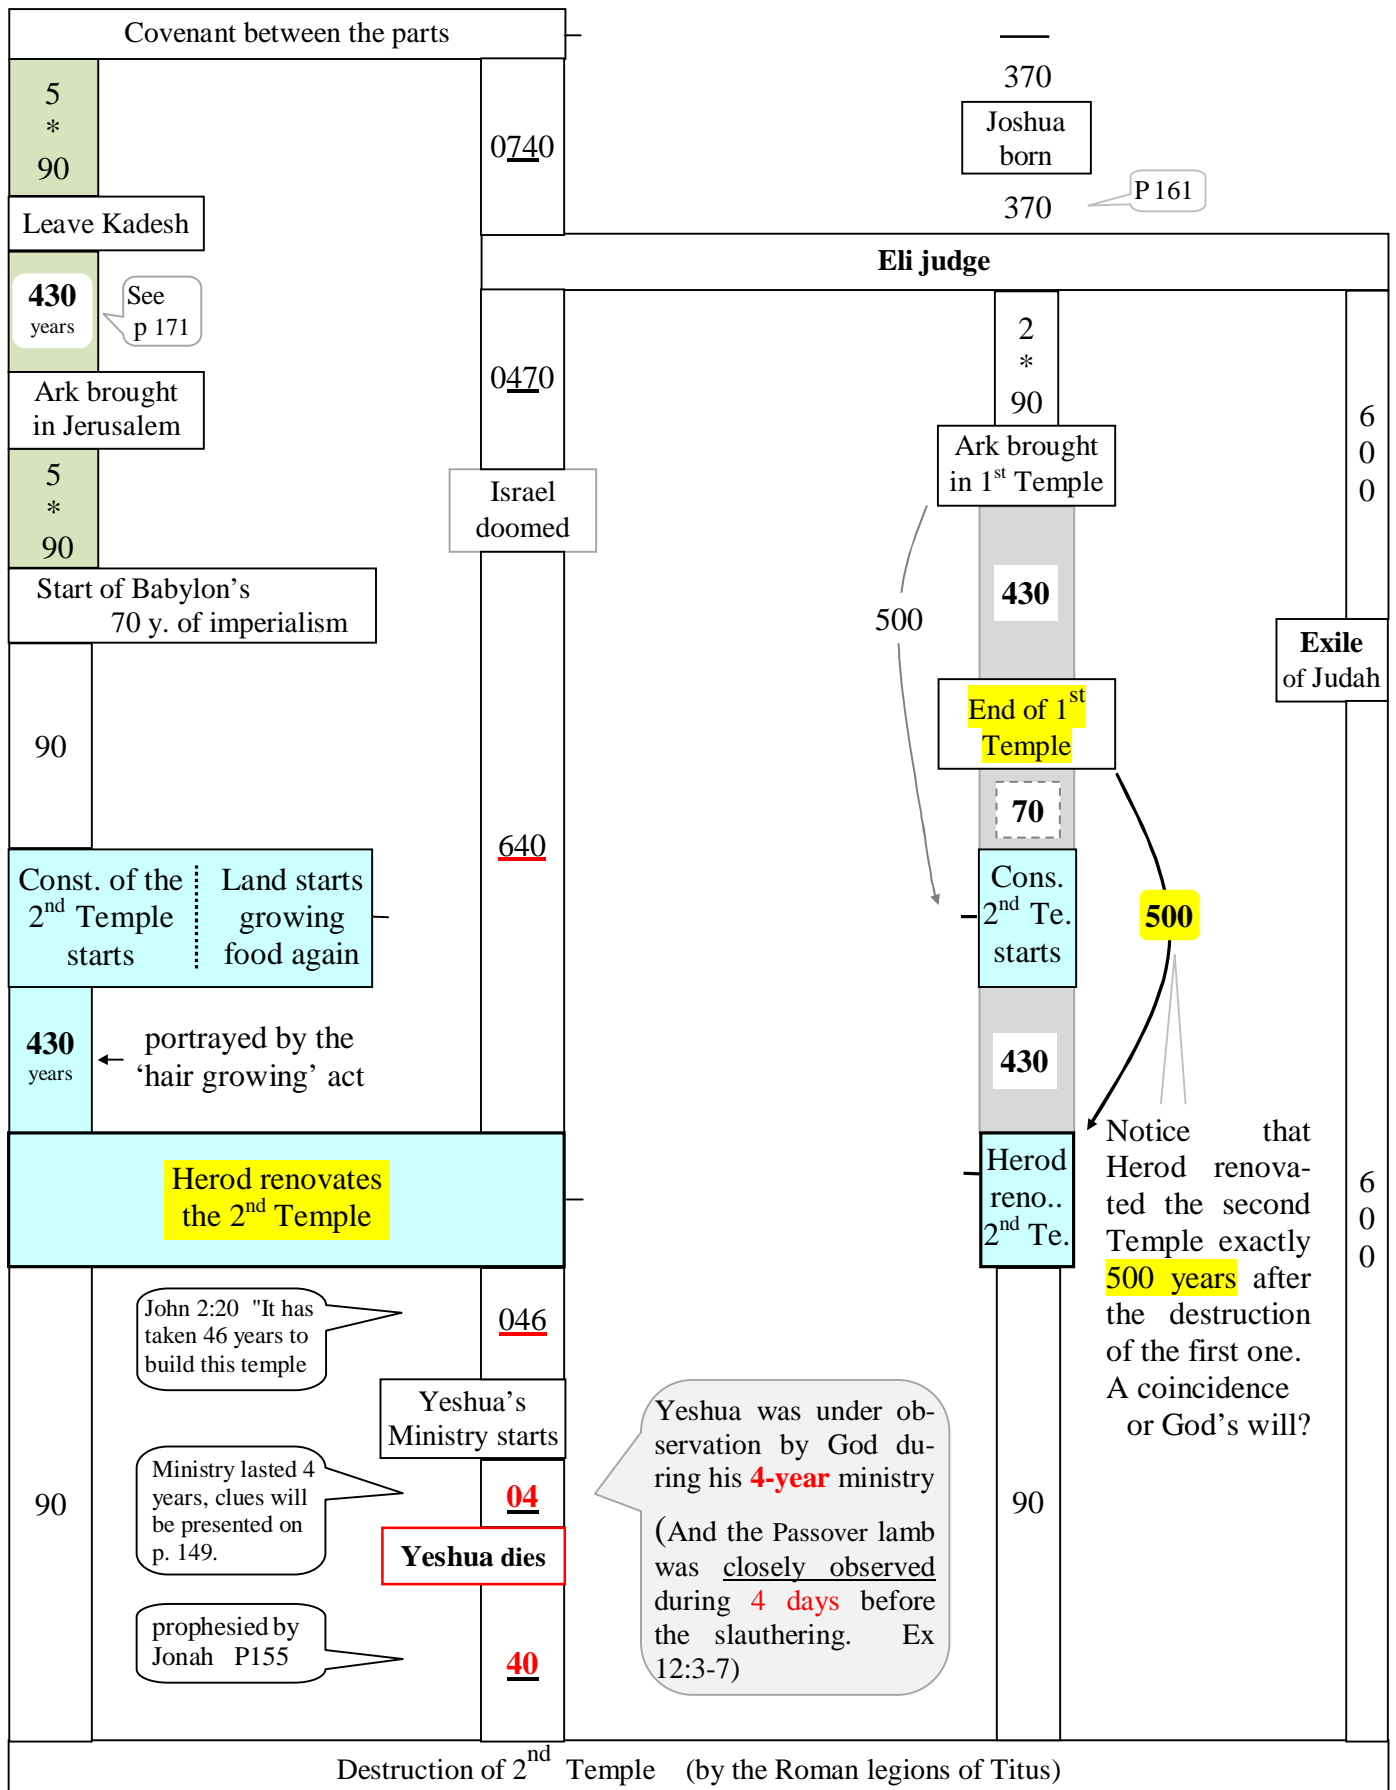 Covenant between the parts
5
*
90
Leave Kadesh
430
years
See
p 171
Ark brought
in Jerusalem
5
*
90
Start of Babylon’s
70 y. of imperialism
90
Const. of the
2nd Temple
starts
Land starts
growing
food again
430
years
portrayed by the
‘hair growing’ act
Herod renovates
the 2nd Temple
90
0740
0470
Israel
doomed
640
046
John 2:20 "It has
taken 46 years to
build this temple
Yeshua’s
Ministry starts
Ministry lasted 4
years, clues will
be presented on
p. 149.
04
Yeshua dies
prophesied by
Jonah P155
40
Yeshua was under ob-
servation by God du-
ring his 4-year ministry
(And the Passover lamb
was closely observed
during 4 days before
the slauthering. Ex
12:3-7)
370
Joshua
born
370
P 161
Eli judge
2
*
90
Ark brought
in 1st Temple
500
430
End of 1st
Temple
70
Cons.
2nd Te.
starts
500
430
Herod
reno..
2nd Te.
90
Notice that
Herod renova-
ted the second
Temple exactly
500 years after
the destruction
of the first one.
A coincidence
or God’s will?
6
0
0
Exile
of Judah
6
0
0
Destruction of 2nd Temple (by the Roman legions of Titus)